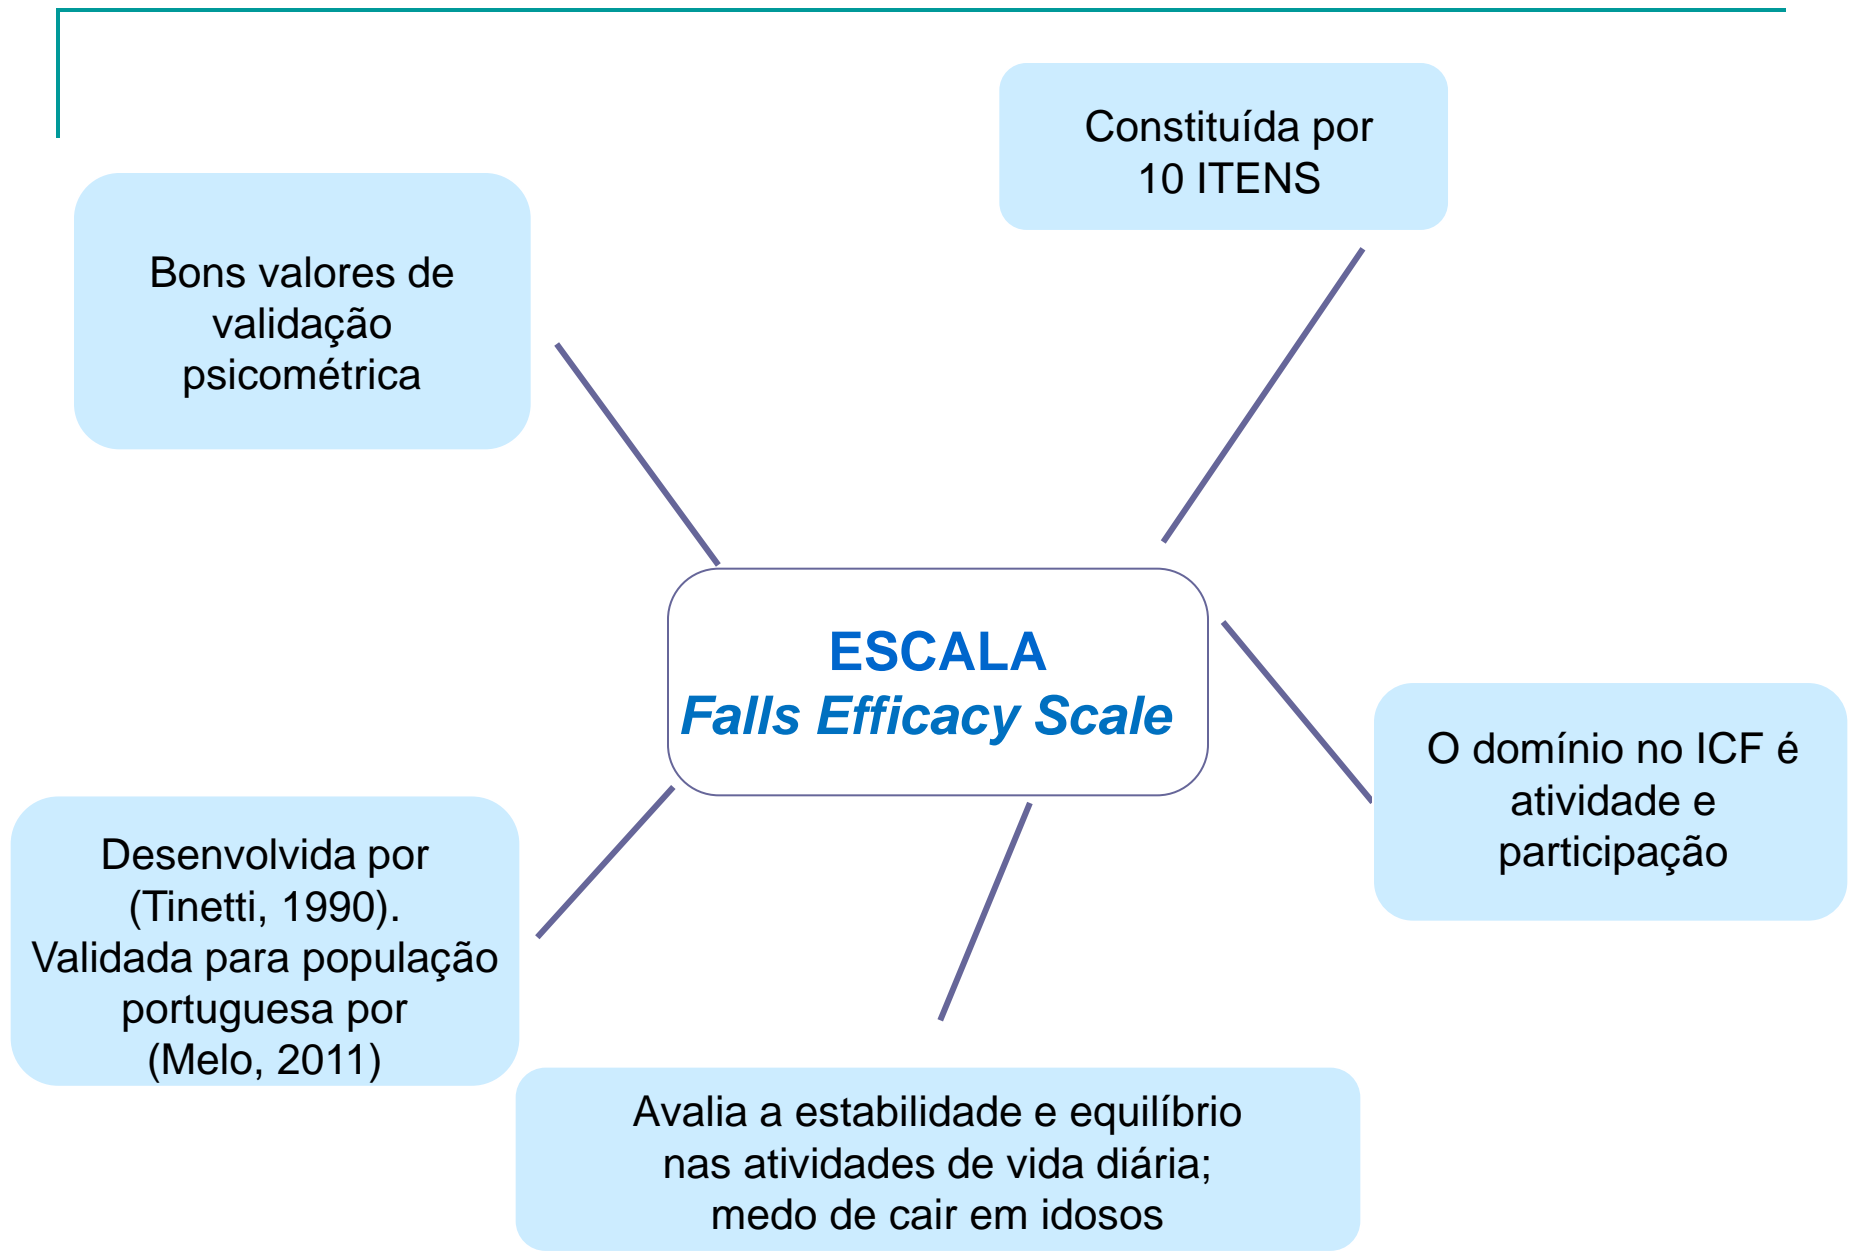 Constituída por
10 ITENS
Bons valores de
validação
psicométrica
ESCALA
Falls Efficacy Scale
O domínio no ICF é
atividade e
participação
Desenvolvida por
(Tinetti, 1990).
Validada para população
portuguesa por
(Melo, 2011)
Avalia a estabilidade e equilíbrio
nas atividades de vida diária;
medo de cair em idosos